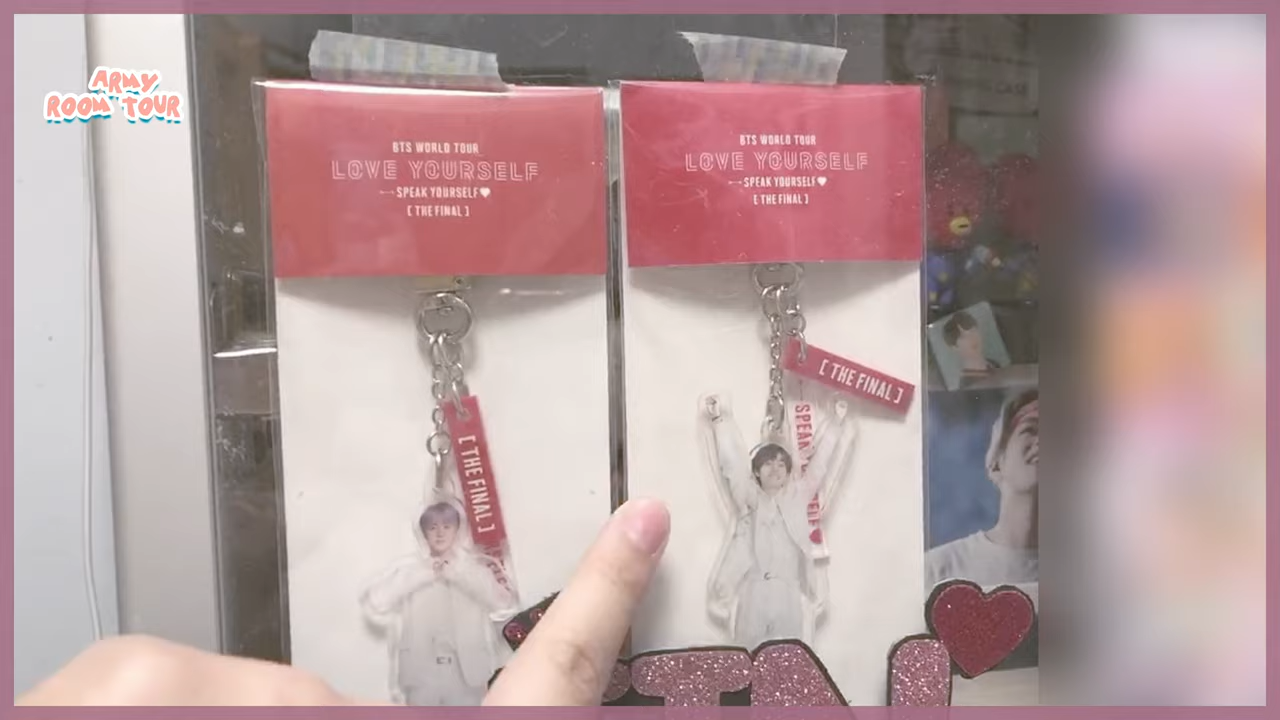 ARMY
ROOM TOUR
BTS WORLD TOUR
LOVE YOURSELF
SPEAK YOURSELF
[ THE FINAL ]
BTS WORLD TOUR
LOVE YOURSELF
SPEAK YOURSELF
[ THE FINAL ]
[ THE FINAL ]
[ THE FINAL ]
CASE